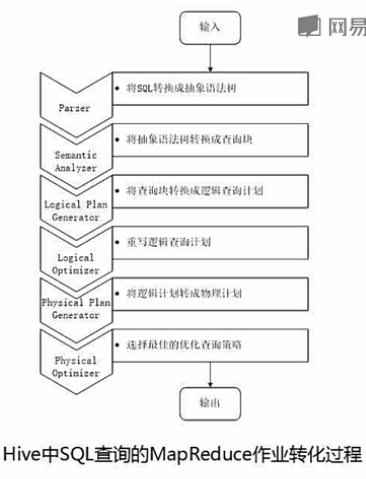 输入
网易
Parser
• 将SQL转换成抽象语法树
Semantic
Analyzer
• 将抽象语法树转换成查询块
Logical Plan
Generator
• 将查询块转换成逻辑查询计划
Logical
Optimizer
• 重写逻辑查询计划
Physical Plan
Generator
• 将逻辑计划转成物理计划
Physical
Optimizer
• 选择最佳的优化查询策略
输出
Hive中SQL查询的MapReduce作业转化过程